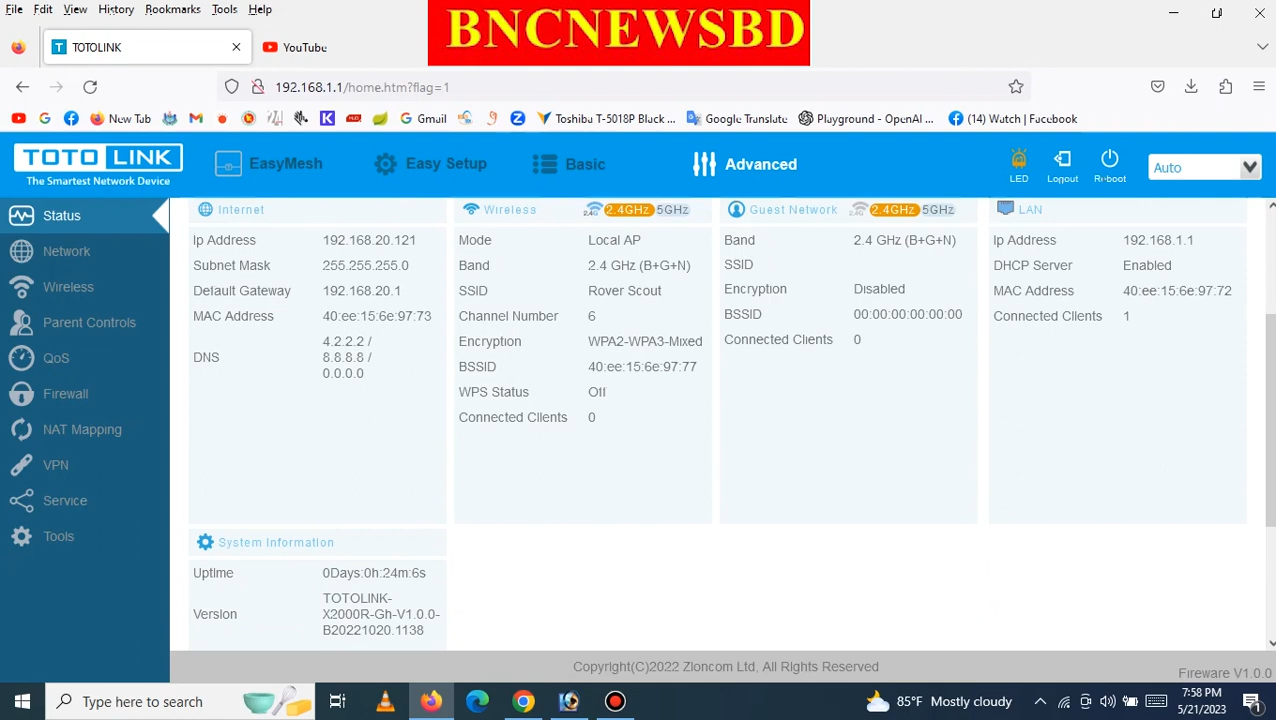 File Edit View History Bookmarks Tools Help
BNCNEWSBD
TOTOLINK
YouTube
192.168.1.1/home.htm?flag=1
New Tab
Gmail
Toshiba T-5018P Black ...
Google Translate
Playground - OpenAI ...
(14) Watch | Facebook
TOTO LINK
The Smartest Network Device
EasyMesh
Easy Setup
Basic
Advanced
LED
Logout
Reboot
Auto
Status
Network
Wireless
Parent Controls
QoS
Firewall
NAT Mapping
VPN
Service
Tools
Internet
Ip Address 192.168.20.121
Subnet Mask 255.255.255.0
Default Gateway 192.168.20.1
MAC Address 40:ee:15:6e:97:73
DNS 4.2.2.2 /
8.8.8.8 /
0.0.0.0
Wireless 2.4G 2.4GHz 5GHz
Mode Local AP
Band 2.4 GHz (B+G+N)
SSID Rover Scout
Channel Number 6
Encryption WPA2-WPA3-Mixed
BSSID 40:ee:15:6e:97:77
WPS Status Off
Connected Clients 0
Guest Network 2.4G 2.4GHz 5GHz
Band 2.4 GHz (B+G+N)
SSID
Encryption Disabled
BSSID 00:00:00:00:00:00
Connected Clients 0
LAN
Ip Address 192.168.1.1
DHCP Server Enabled
MAC Address 40:ee:15:6e:97:72
Connected Clients 1
System Information
Uptime 0Days:0h:24m:6s
Version TOTOLINK-
X2000R-Gh-V1.0.0-
B20221020.1138
Copyright(C)2022 Zioncom Ltd, All Rights Reserved
Fireware V1.0.0
Type here to search
85°F Mostly cloudy
7:58 PM
5/21/2023